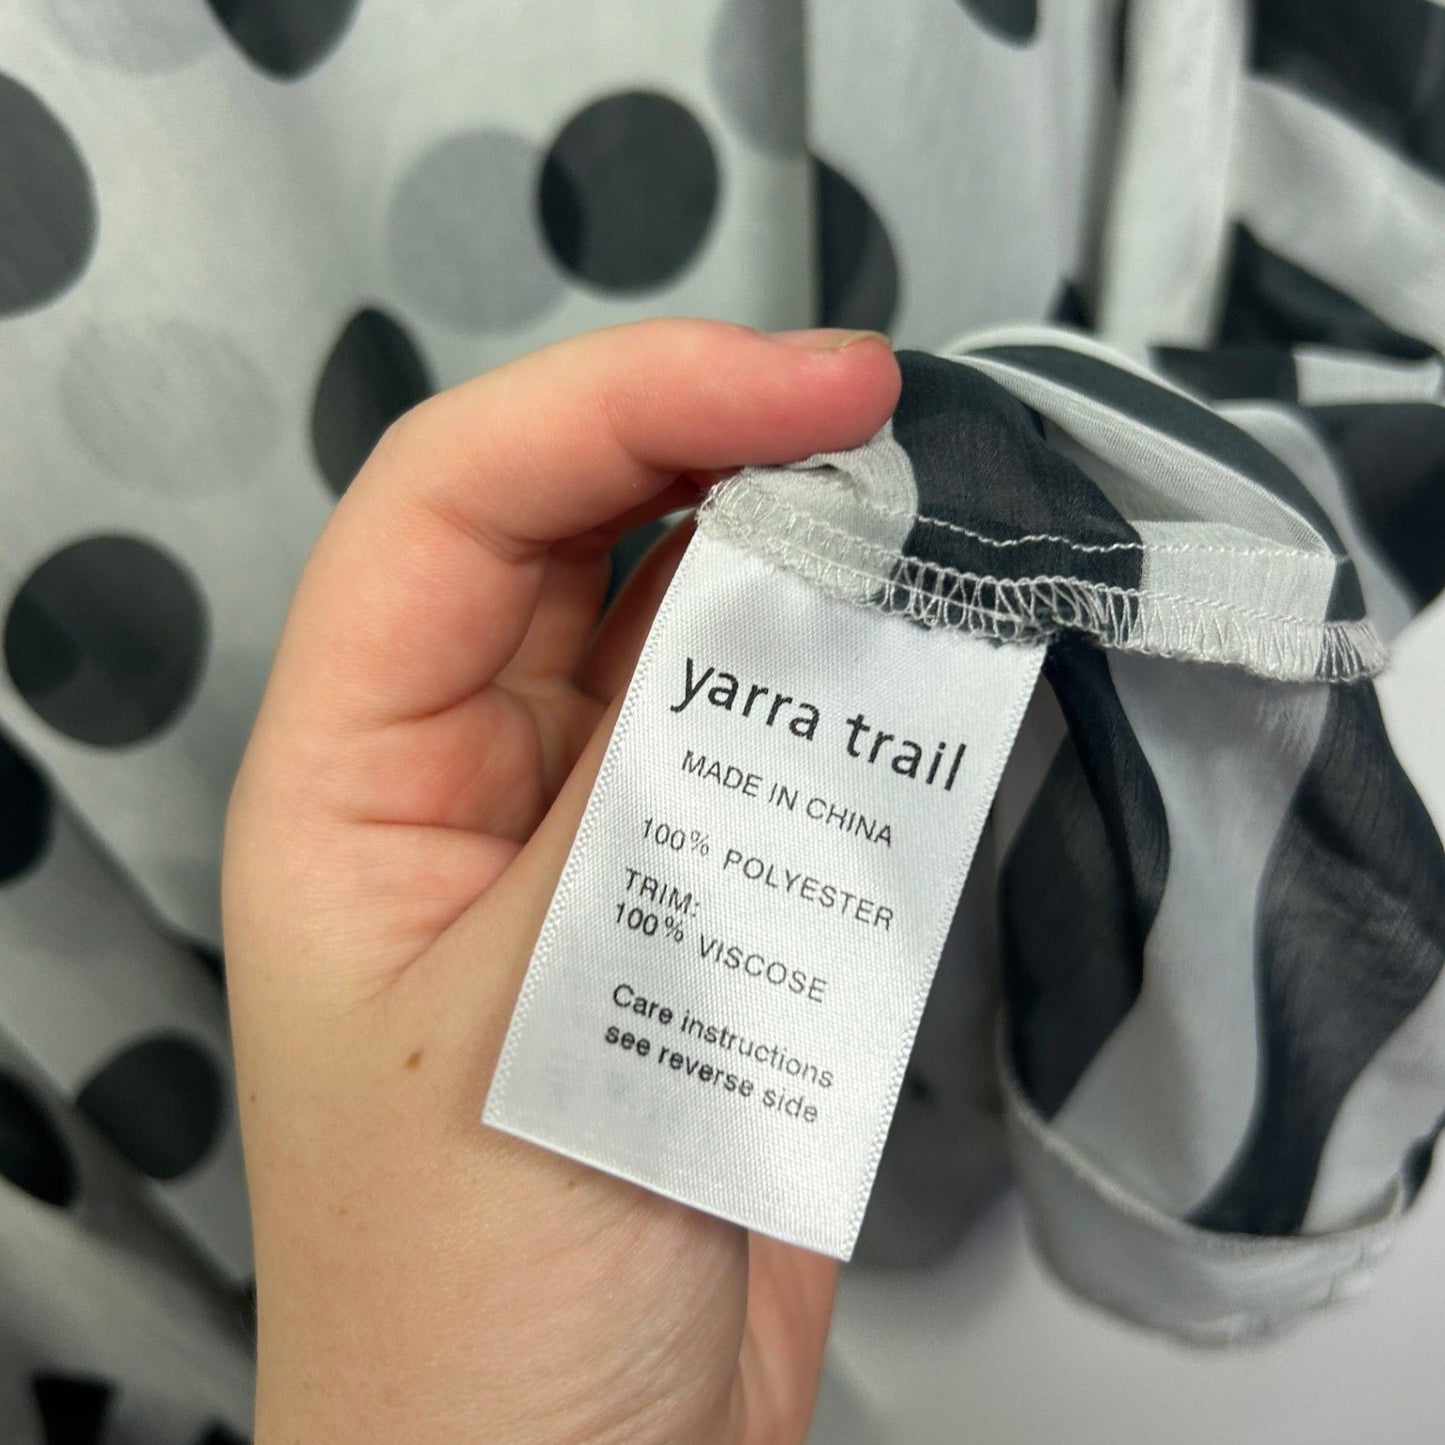 yarra trail
MADE IN CHINA
100% POLYESTER
TRIM:
100% VISCOSE
Care instructions
see reverse side